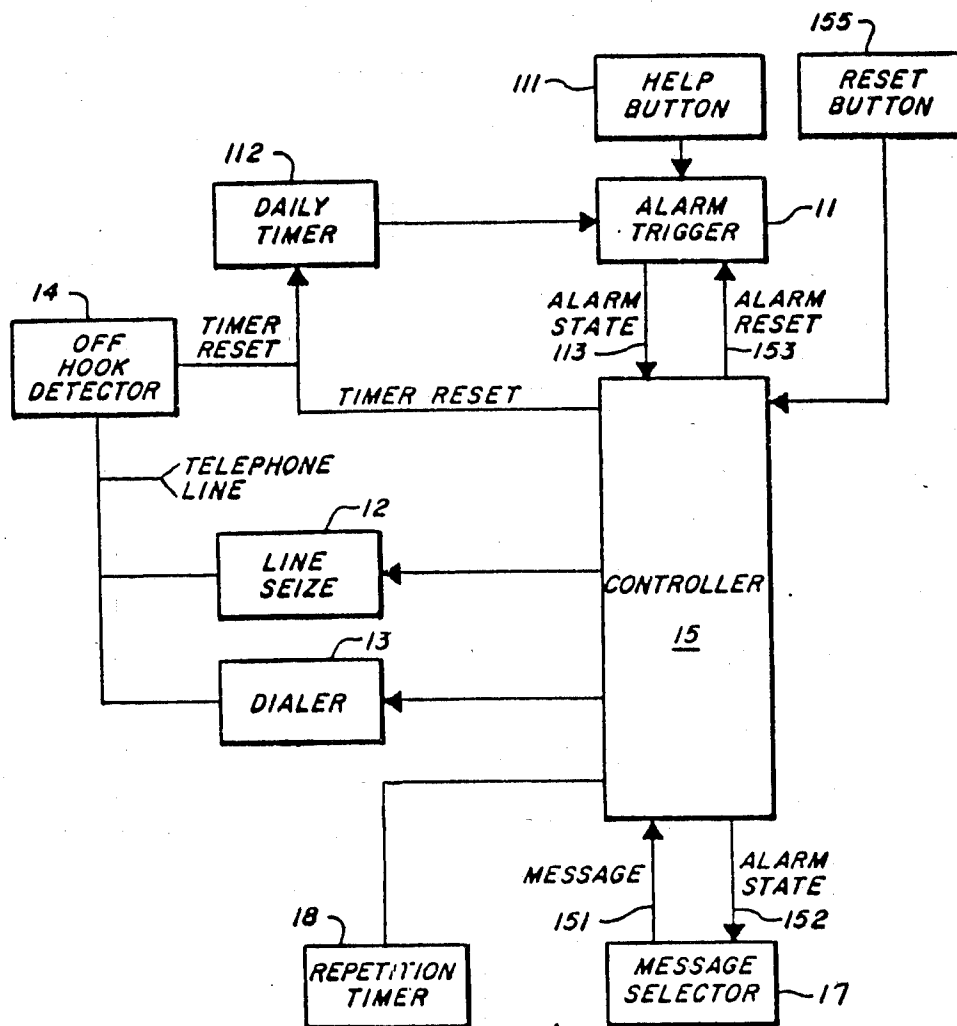 155
111
HELP
BUTTON
RESET
BUTTON
112
DAILY
TIMER
ALARM
TRIGGER
11
14
OFF
HOOK
DETECTOR
TIMER
RESET
ALARM
STATE
113
ALARM
RESET
153
TIMER RESET
TELEPHONE
LINE
12
LINE
SEIZE
CONTROLLER
15
13
DIALER
MESSAGE
151
ALARM
STATE
152
18
REPETITION
TIMER
MESSAGE
SELECTOR
17